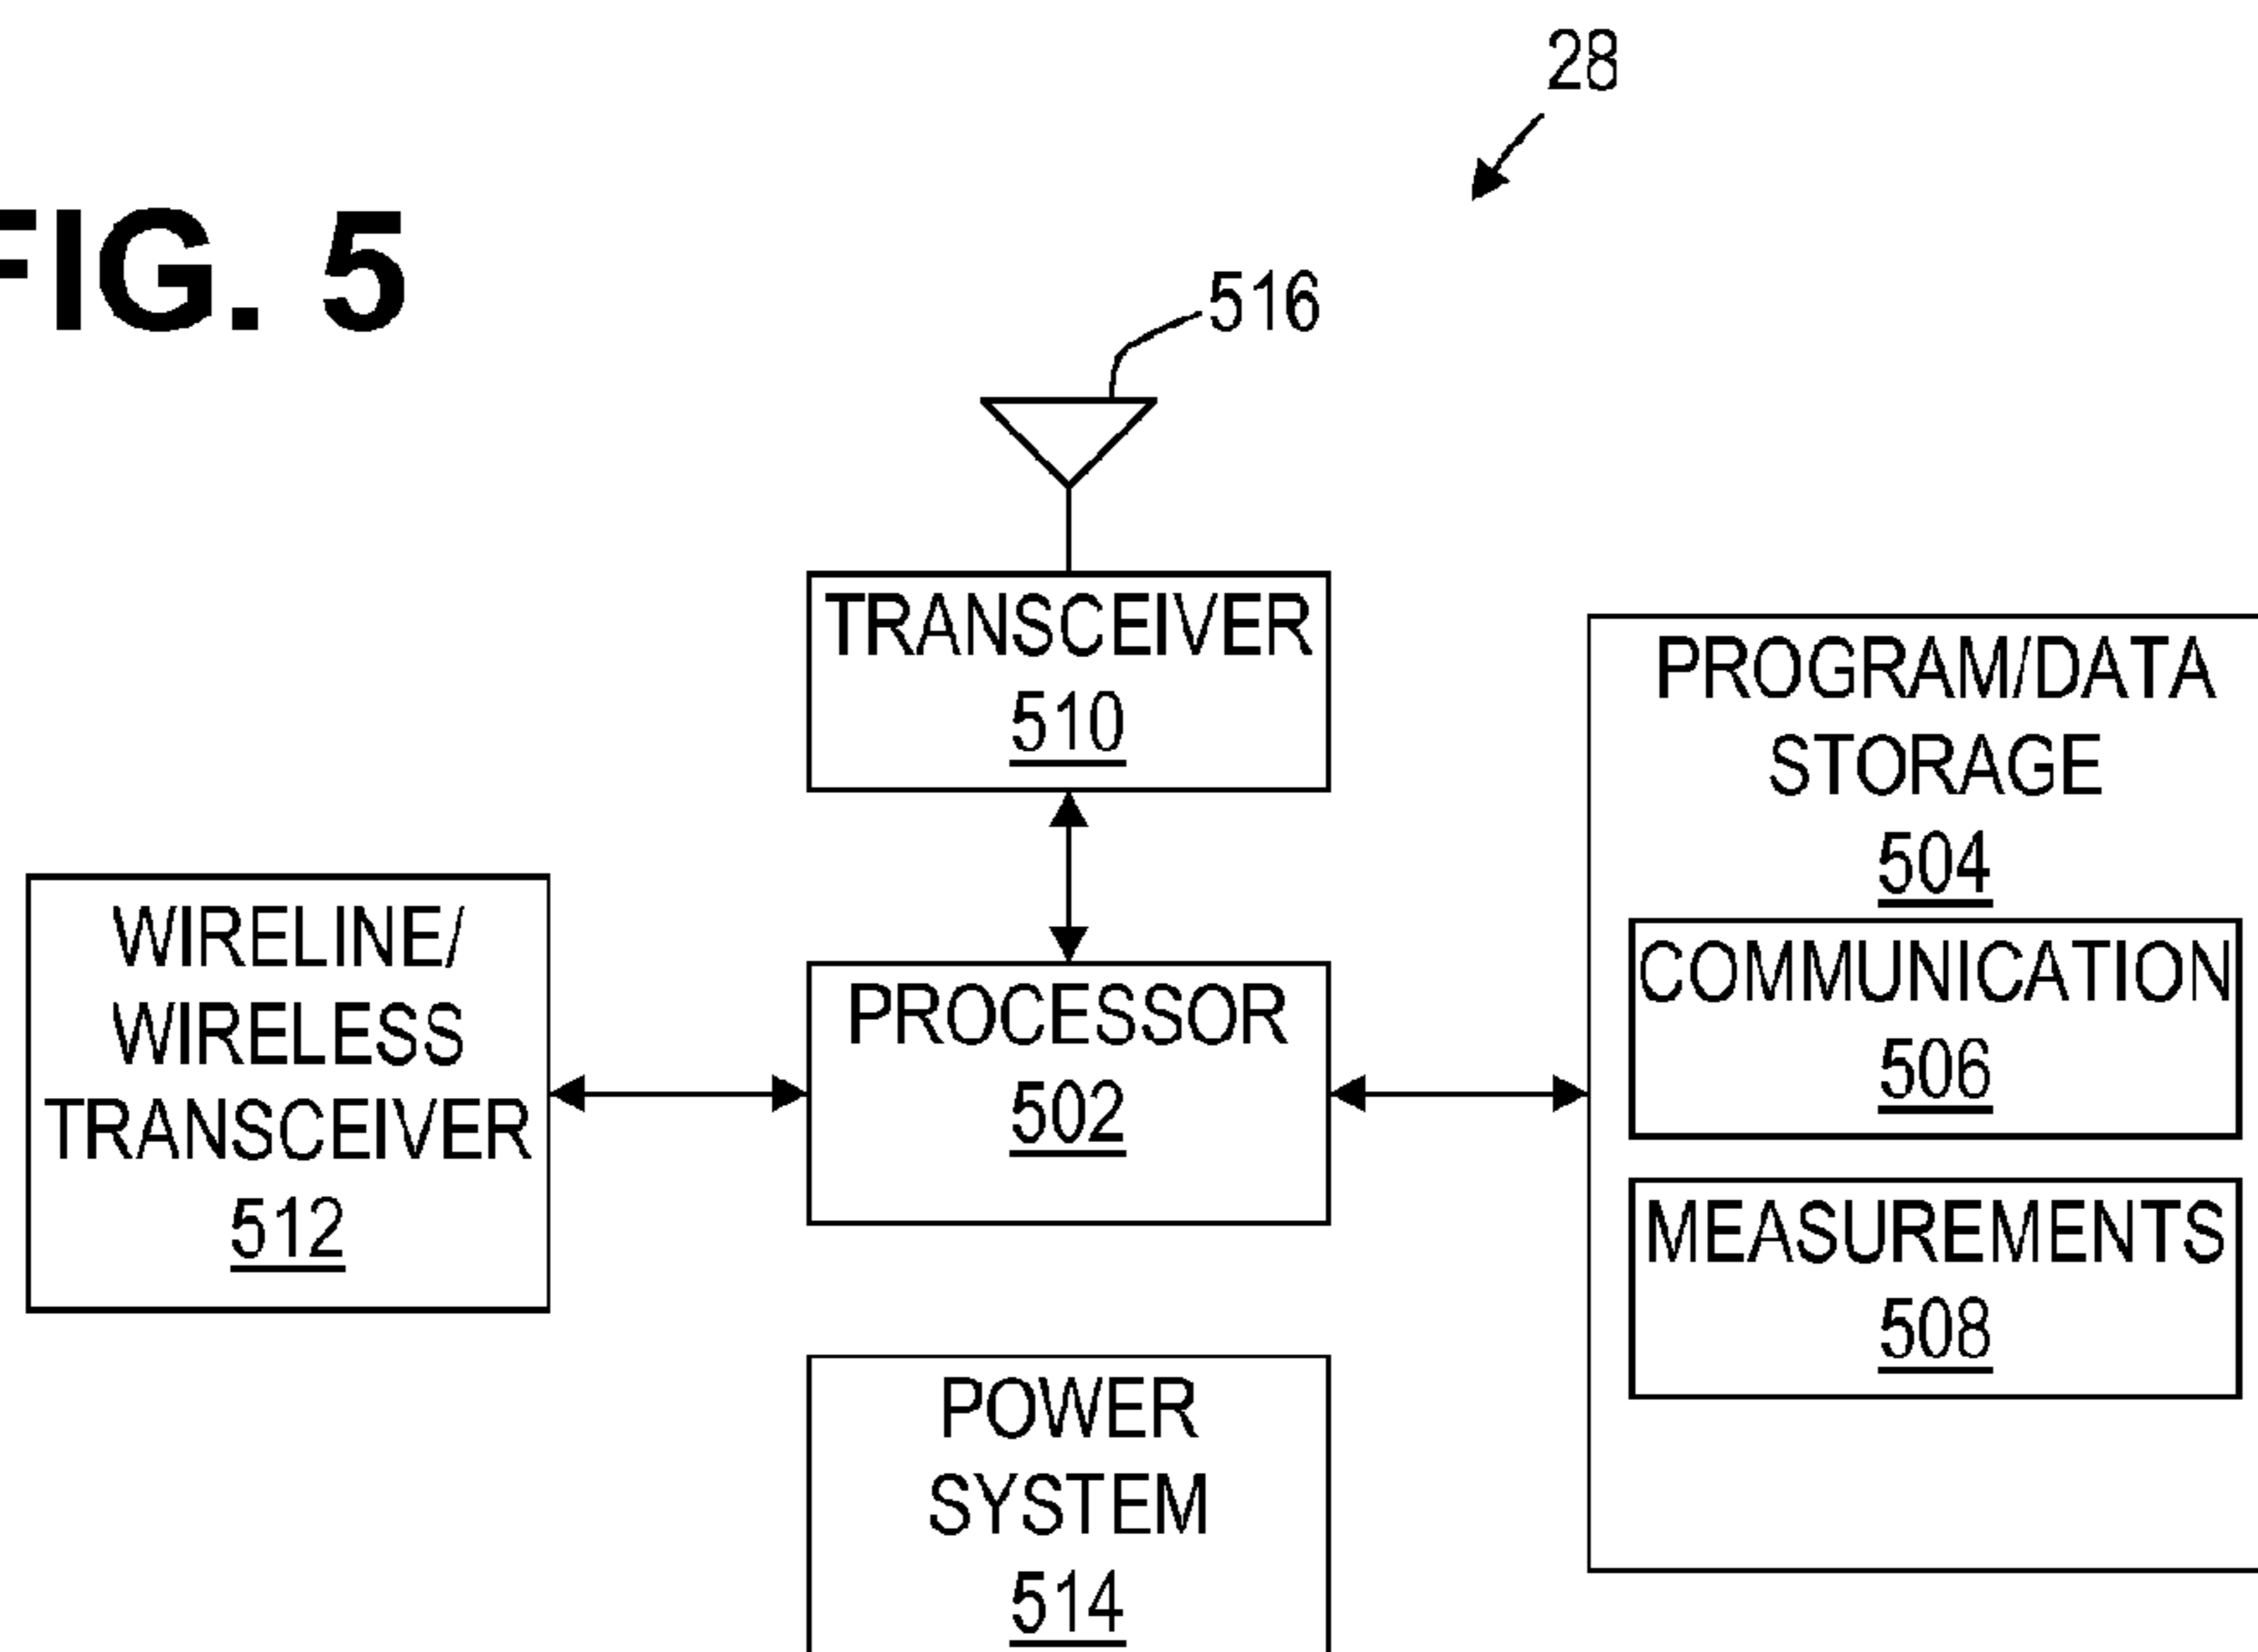 28
FIG. 5
516
TRANSCEIVER
510
PROGRAM/DATA
STORAGE
504
WIRELINE/
WIRELESS
TRANSCEIVER
512
PROCESSOR
502
COMMUNICATION
506
MEASUREMENTS
508
POWER
SYSTEM
514